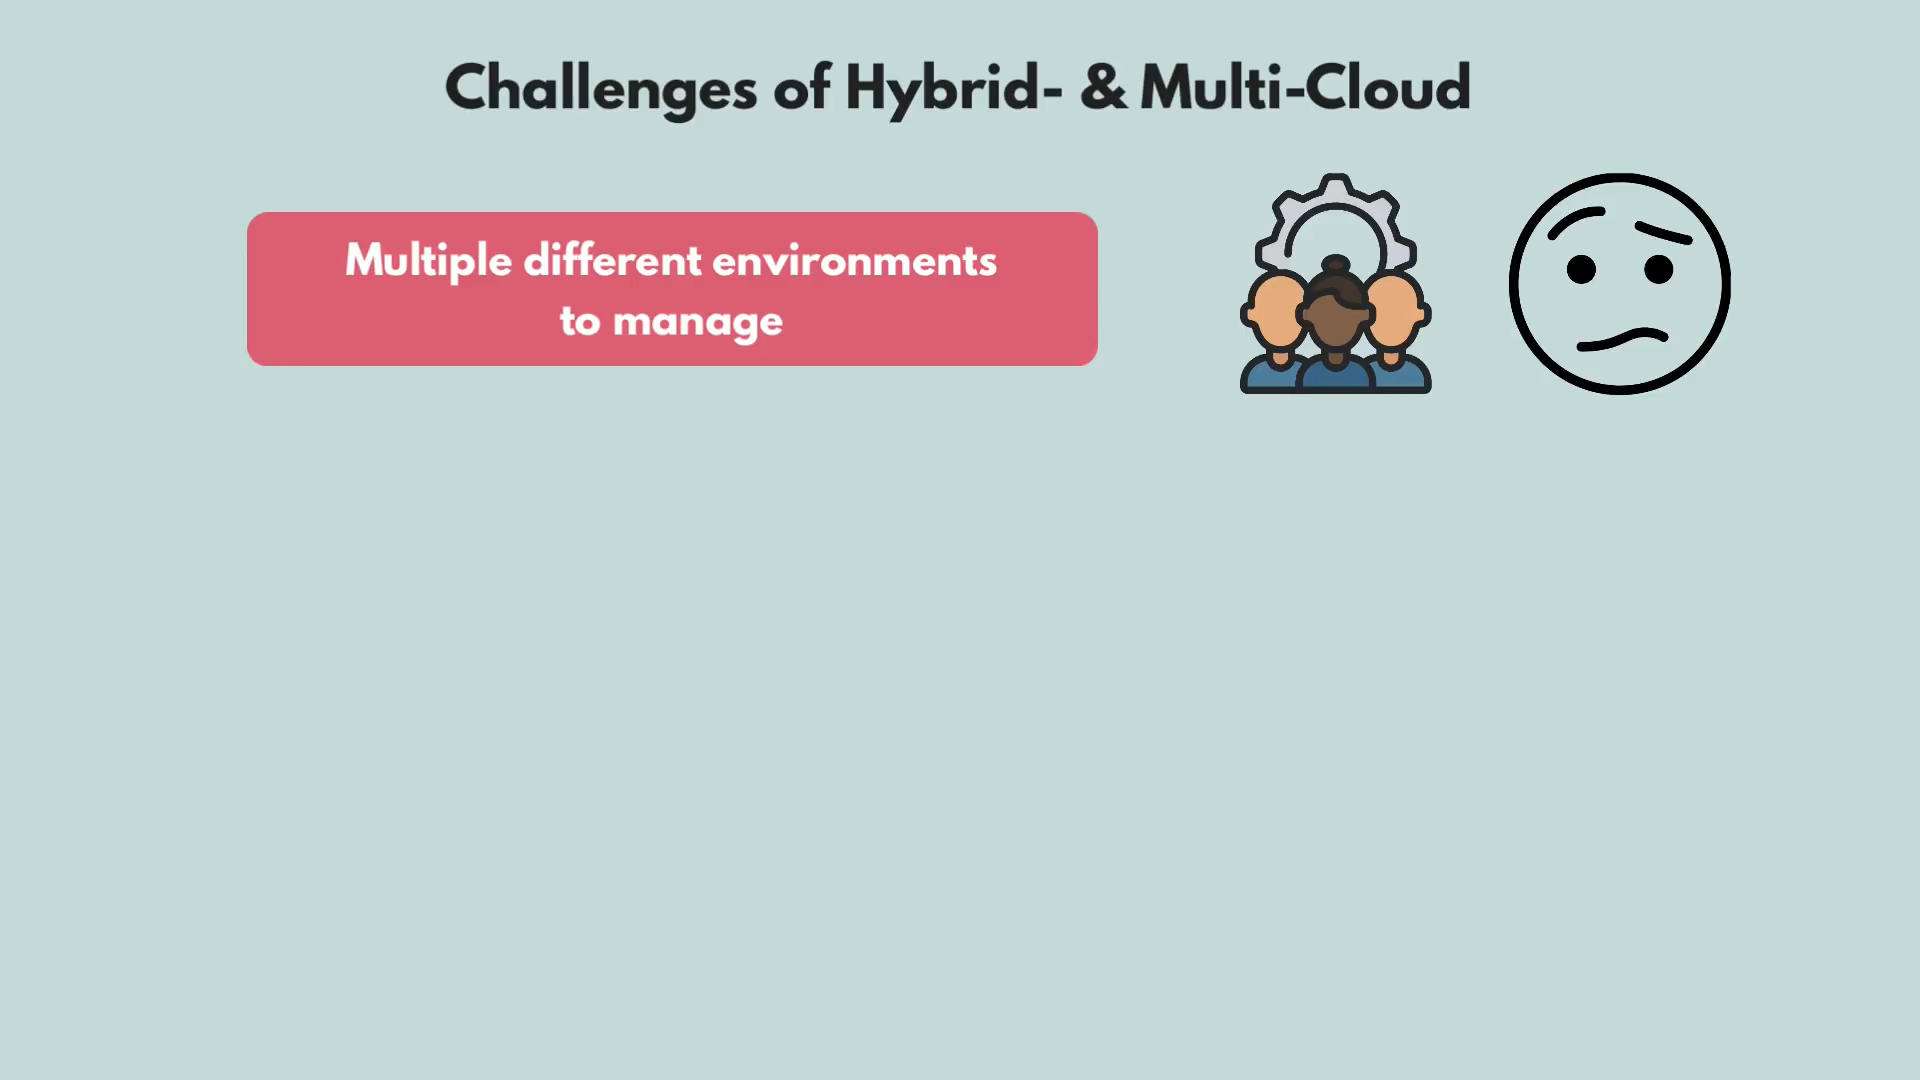 Challenges of Hybrid- & Multi-Cloud
Multiple different environments
to manage